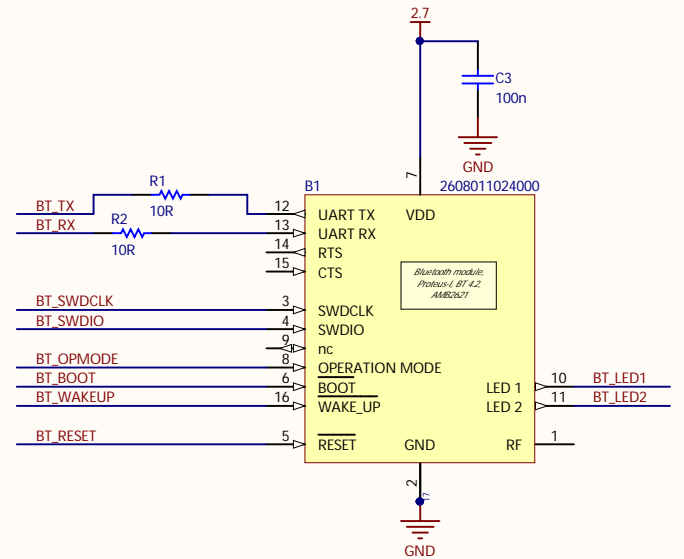 2.7
C3
100n
GND
7
B1
2608011024000
R1
10R
BT_TX
12
UART TX
VDD
BT_RX
R2
10R
13
UART RX
14
RTS
15
CTS
Bluetooth module,
Proteus-I, BT 4.2,
AMB2621
BT_SWDCLK
3
SWDCLK
BT_SWDIO
4
SWDIO
9
nc
BT_OPMODE
8
OPERATION MODE
BT_BOOT
6
BOOT
LED 1
10
BT_LED1
BT_WAKEUP
16
WAKE_UP
LED 2
11
BT_LED2
BT_RESET
5
RESET
GND
RF
1
2
17
GND